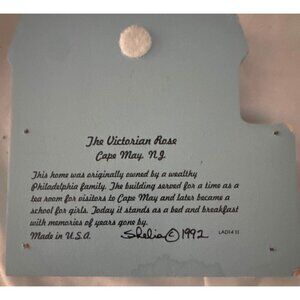 The Victorian Rose
Cape May, N.J.
This home was originally owned by a wealthy
Philadelphia family. The building served for a time as a
tea room for visitors to Cape May and later became a
school for girls. Today it stands as a bed and breakfast
with memories of years gone by.
Made in U.S.A. Shelia © 1992